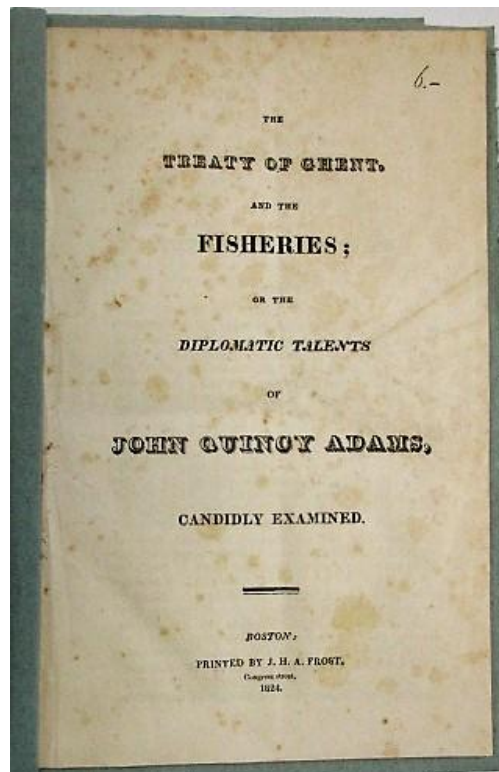 6.-
THE
TREATY OF GHENT,
AND THE
FISHERIES;
OR THE
DIPLOMATIC TALENTS
OF
JOHN QUINCY ADAMS,
CANDIDLY EXAMINED.
BOSTON:
PRINTED BY J. H. A. FROST,
Congress street,
1824.